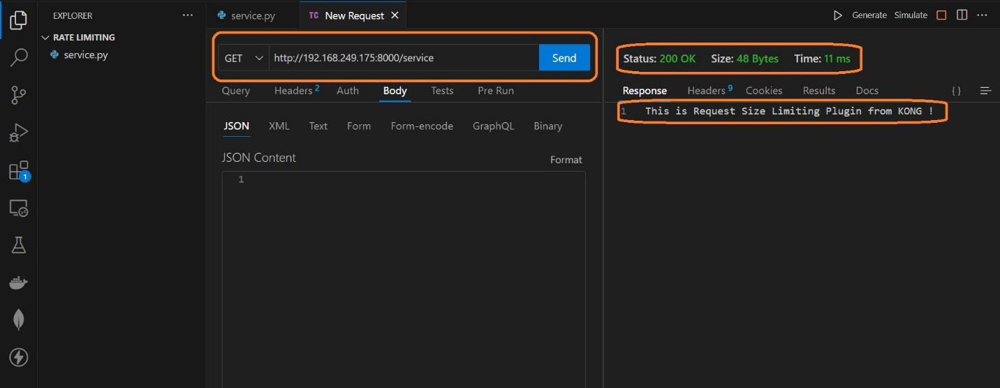 EXPLORER ···
RATE LIMITING
service.py
1
service.py
TC New Request
Generate Simulate ···
GET http://192.168.249.175:8000/service Send
Query Headers 2 Auth Body Tests Pre Run
JSON XML Text Form Form-encode GraphQL Binary
JSON Content Format
1
Status: 200 OK Size: 48 Bytes Time: 11 ms
Response Headers 9 Cookies Results Docs { }
1 This is Request Size Limiting Plugin from KONG !